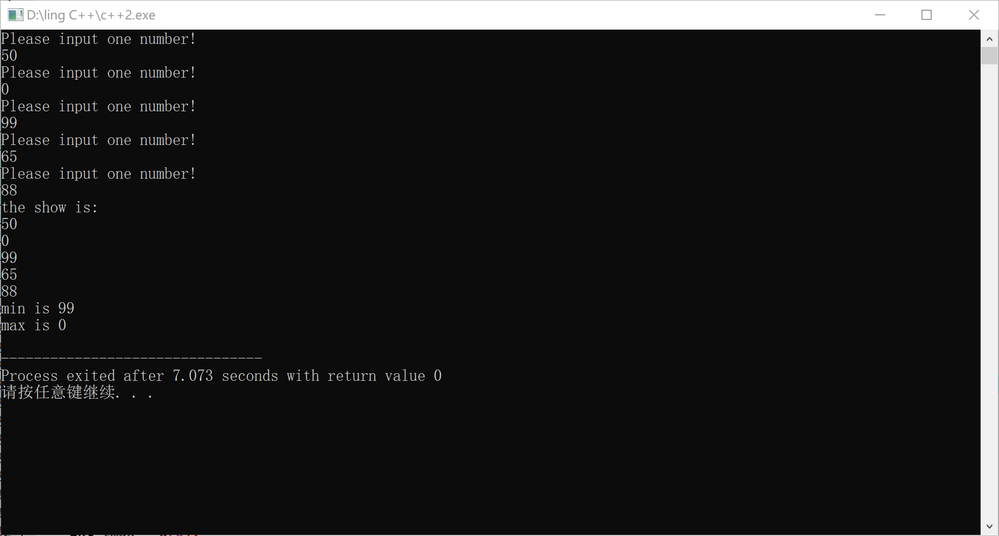 D:\ling C++\c++2.exe
Please input one number!
50
Please input one number!
0
Please input one number!
99
Please input one number!
65
Please input one number!
88
the show is:
50
0
99
65
88
min is 99
max is 0
--------------------------------
Process exited after 7.073 seconds with return value 0
请按任意键继续. . .